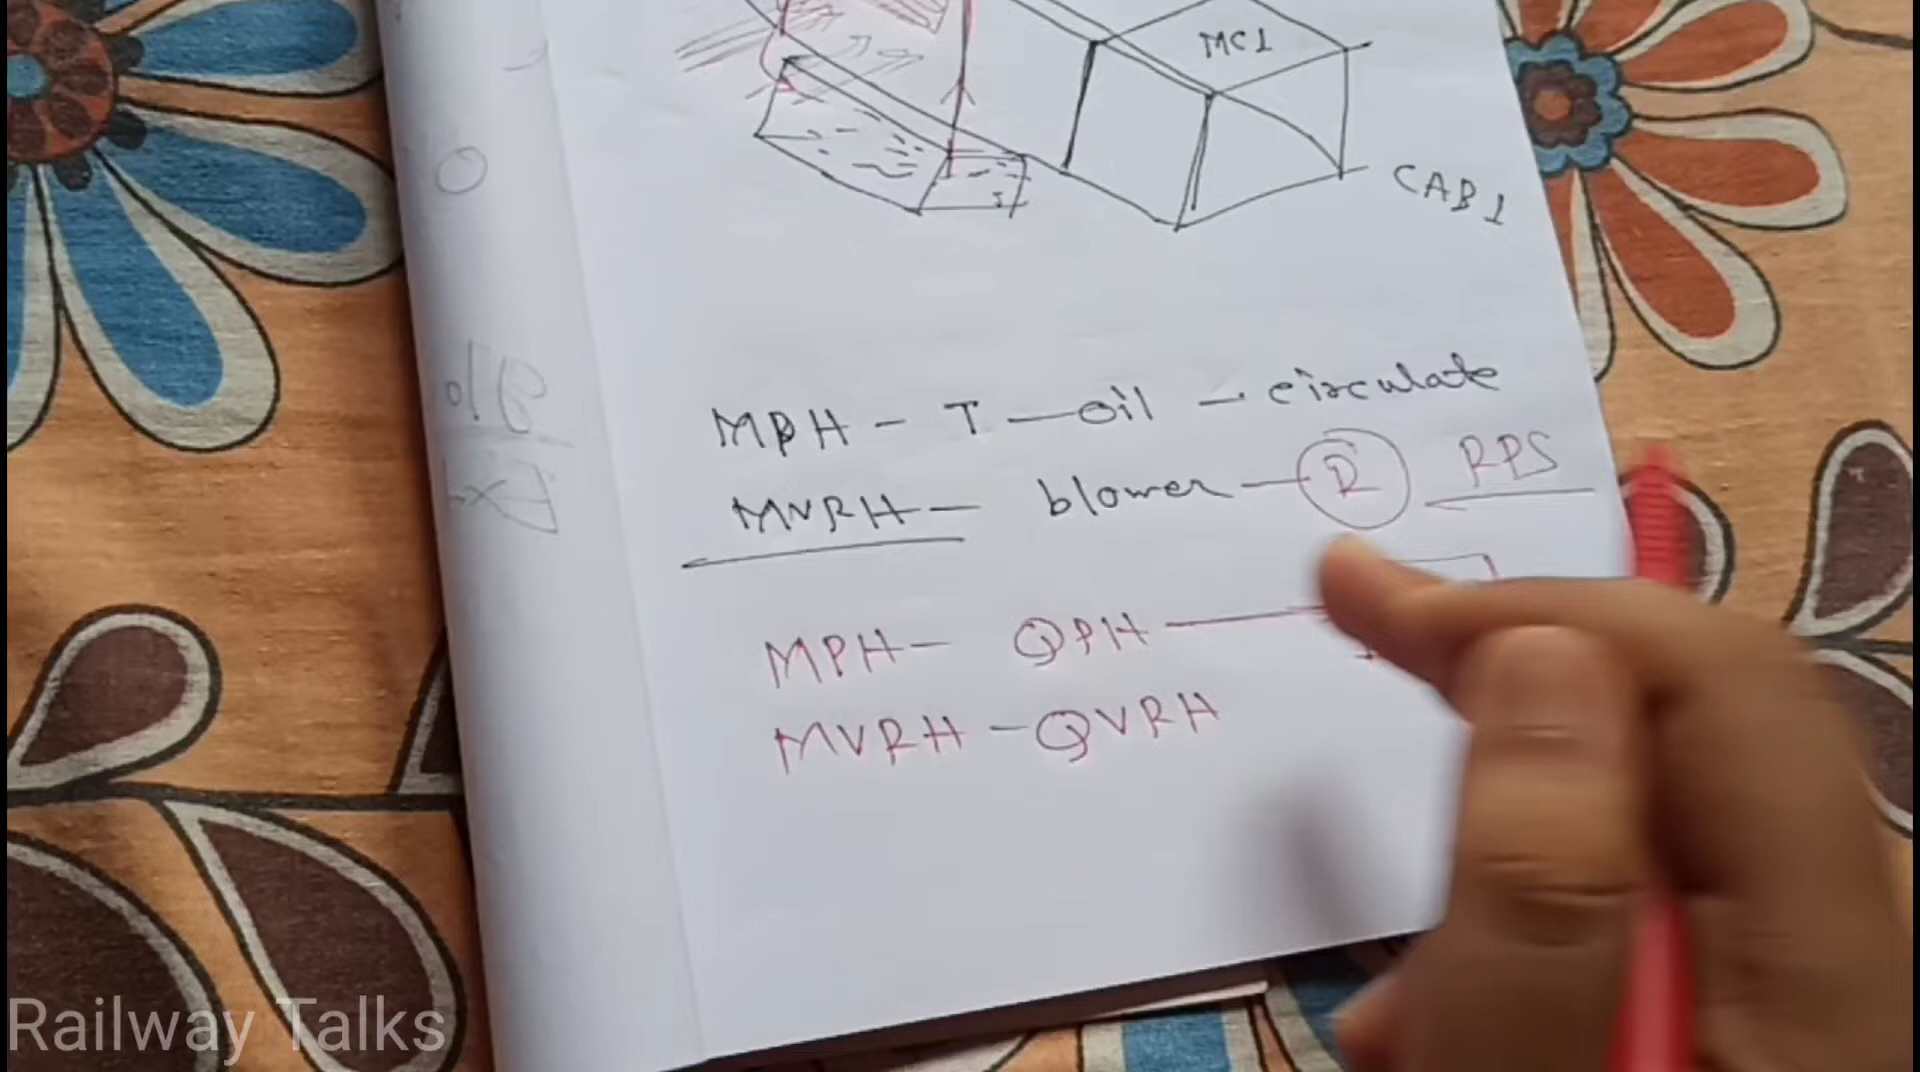 MC1
CAB1
MPH - T - oil - circulate
MVRH - blower - R RPS
MPH - QPH
MVRH - QVRH
Railway Talks